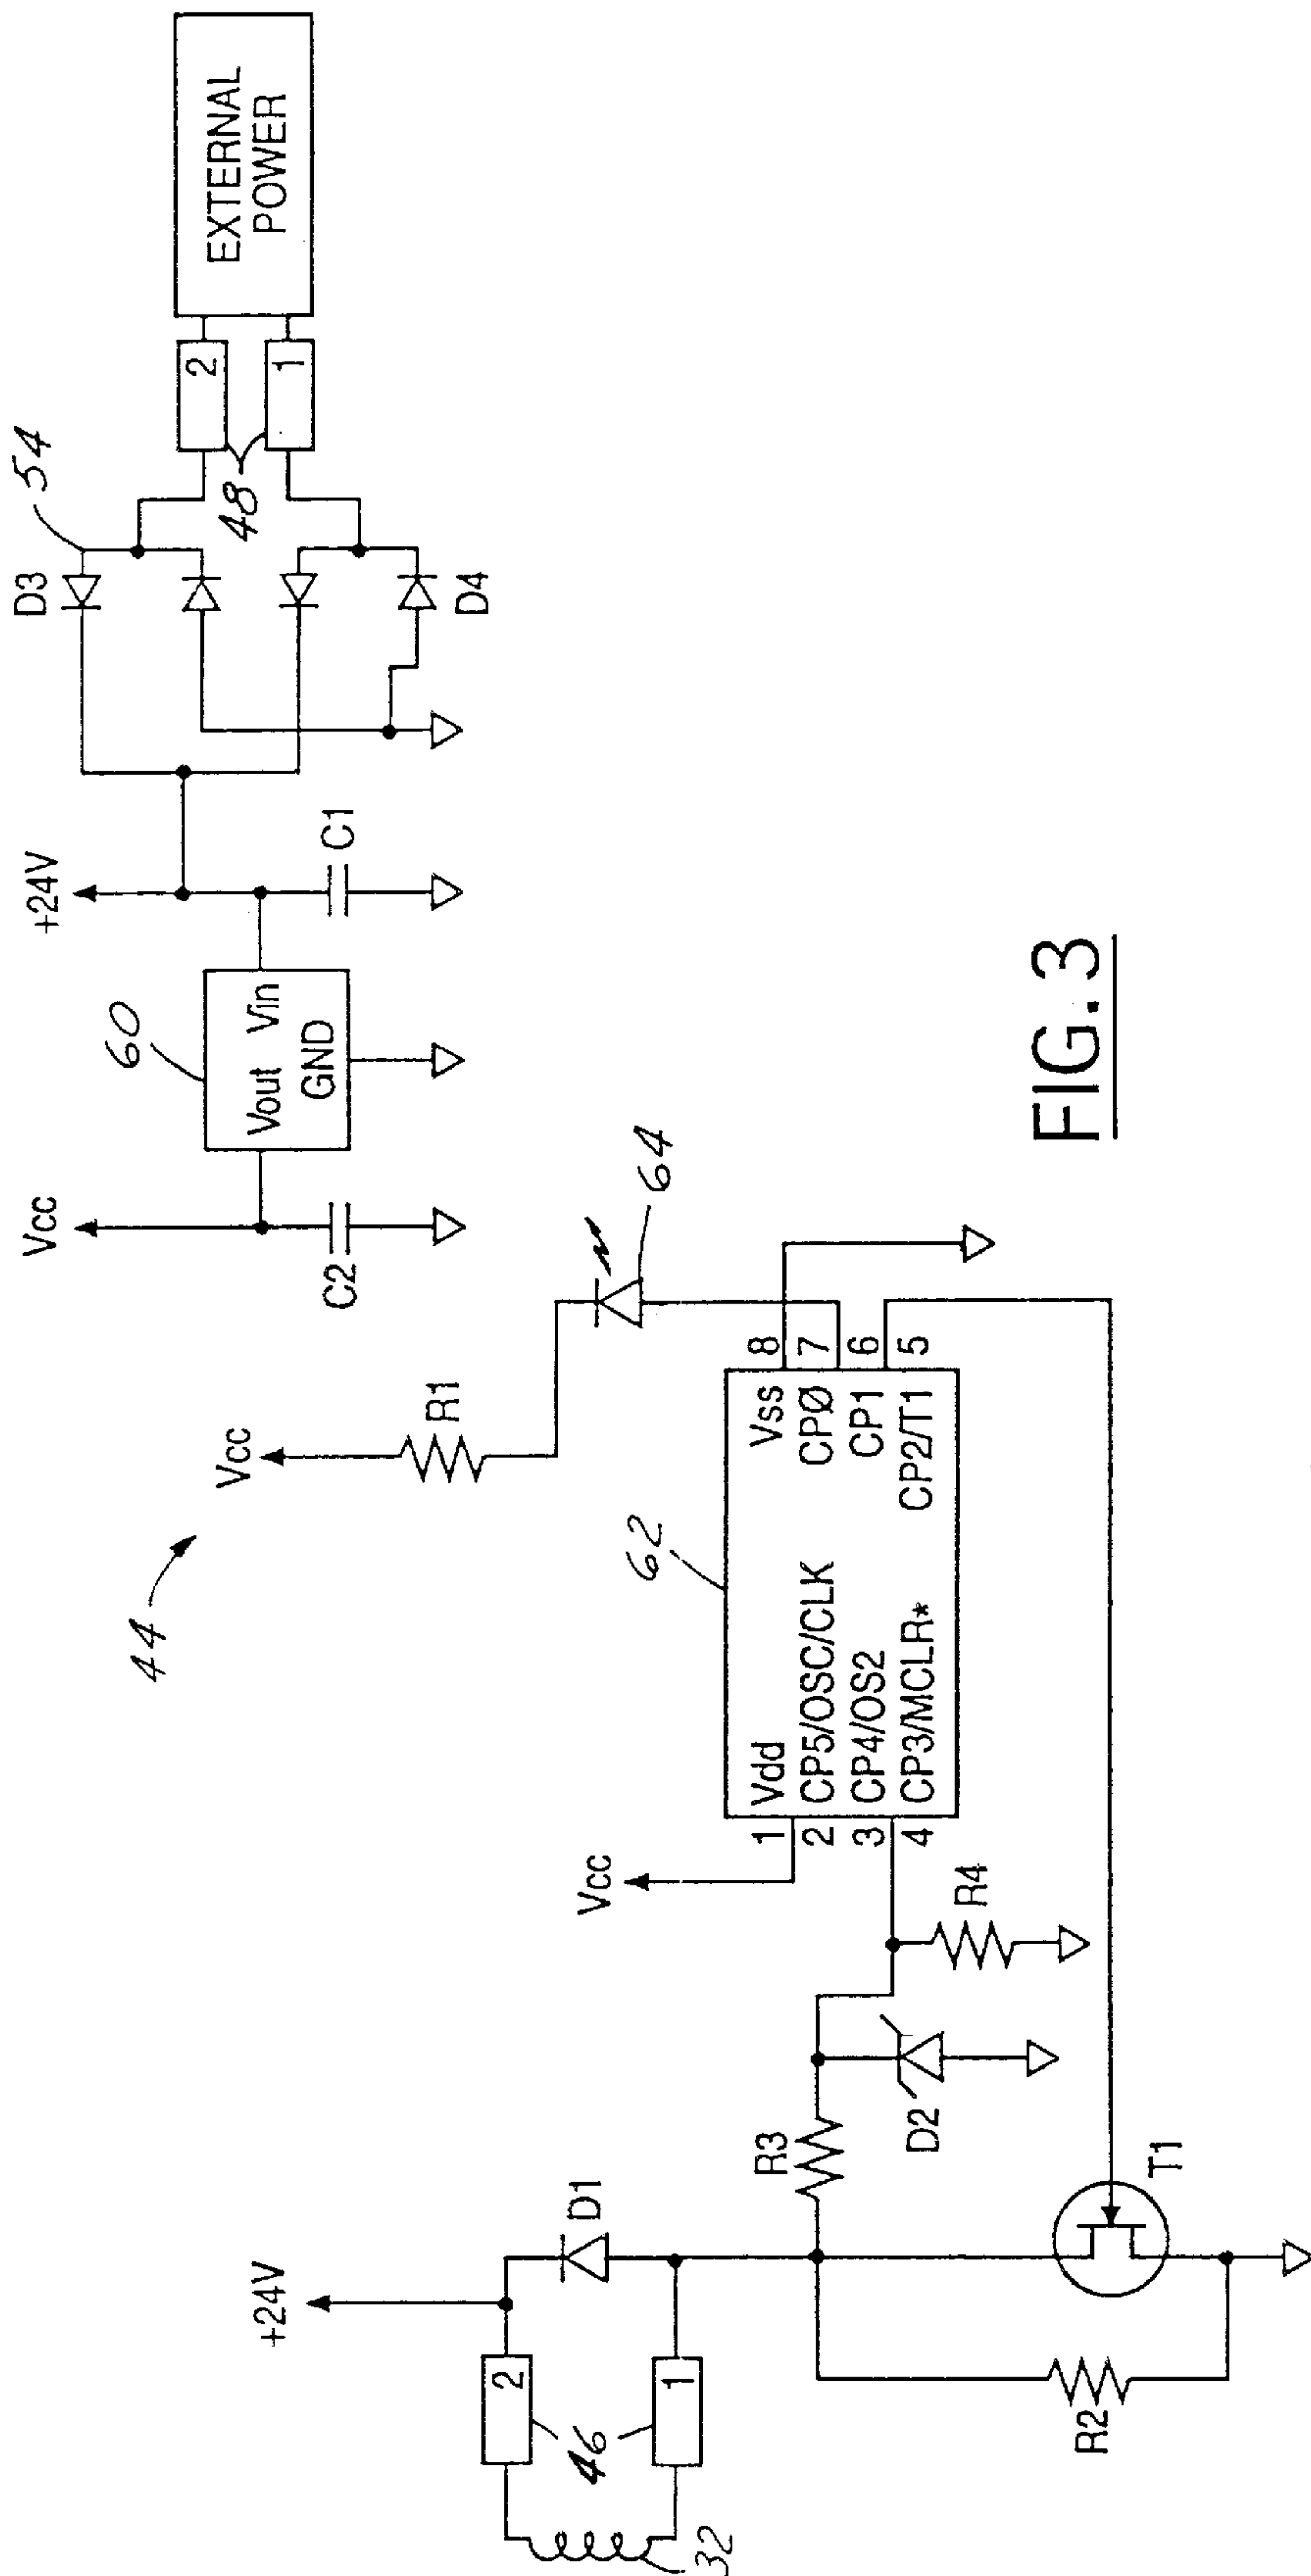 44
+24V
32
46
2
1
D1
R2
R3
T1
D2
R4
Vcc
62
1
2
3
4
Vdd
CP5/OSC/CLK
CP4/OS2
CP3/MCLR*
Vss
CPØ
CP1
CP2/T1
8
7
6
5
Vcc
R1
64
Vcc
C2
60
Vout Vin
GND
+24V
C1
D3
54
D4
48
2
1
EXTERNAL
POWER
FIG. 3